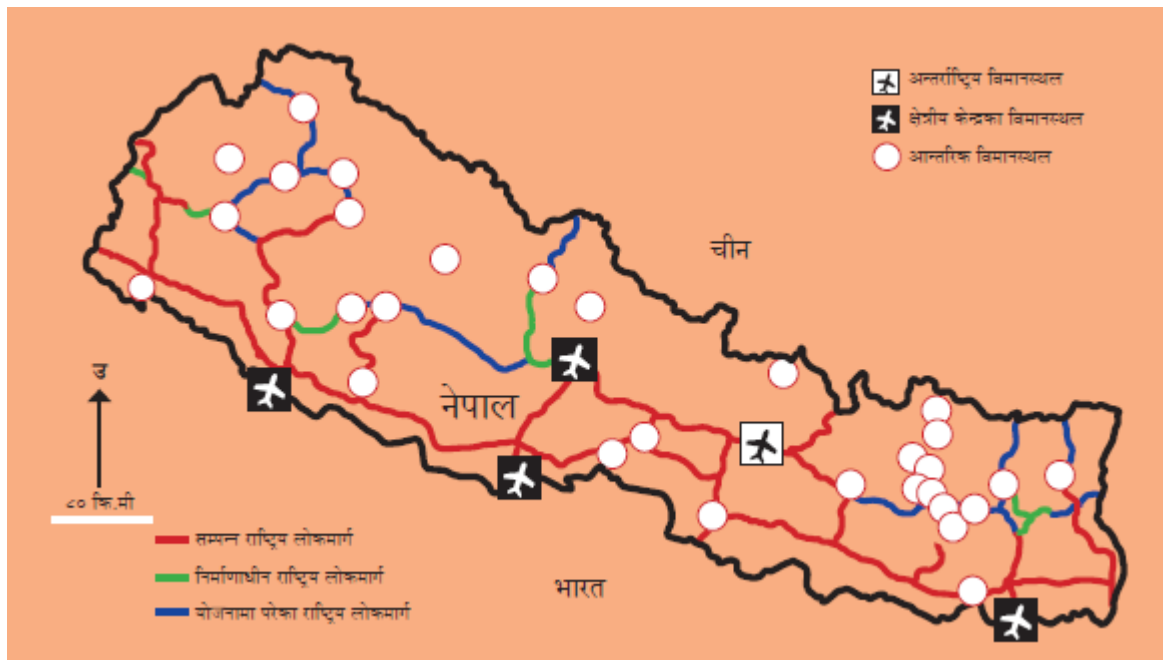 अन्तर्राष्ट्रिय विमानस्थल
क्षेत्रीय केन्द्रका विमानस्थल
आन्तरिक विमानस्थल
चीन
उ
नेपाल
८० कि.मी
सम्पन्न राष्ट्रिय लोकमार्ग
निर्माणाधीन राष्ट्रिय लोकमार्ग
भारत
योजनामा परेका राष्ट्रिय लोकमार्ग